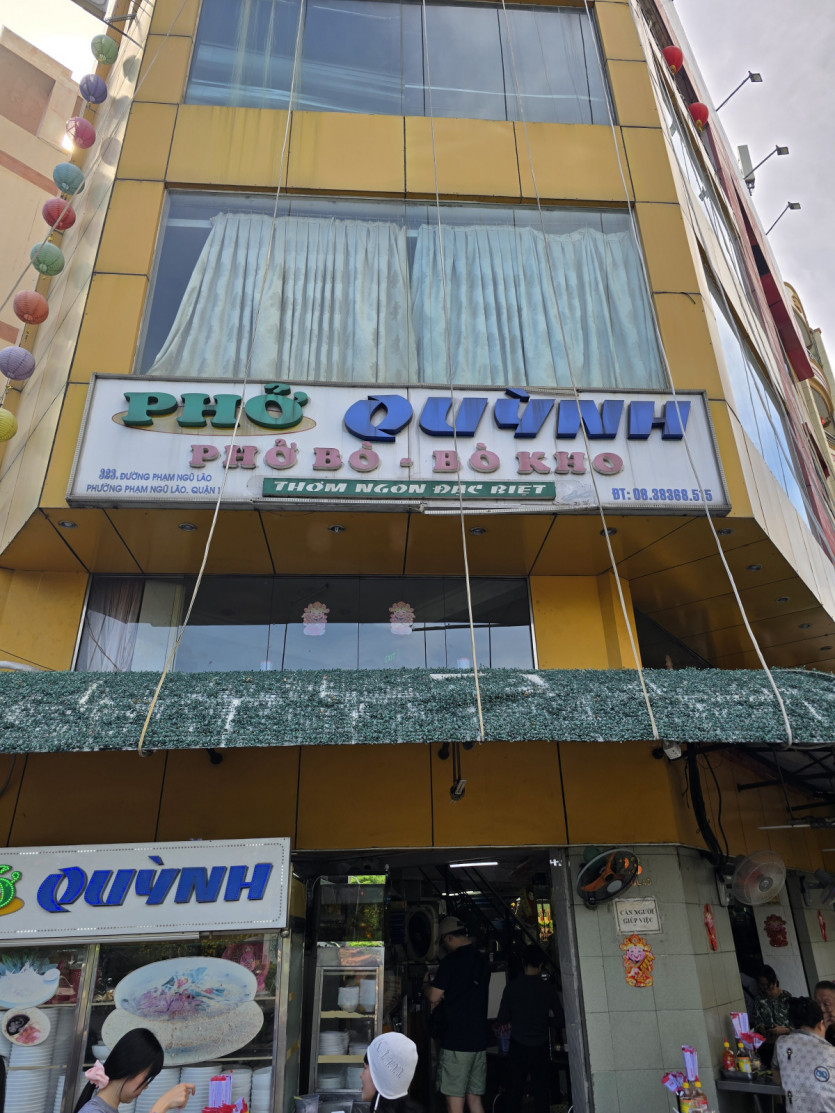 PHỞ QUỲNH
PHỞ BÒ - BÒ KHO
323. ĐƯỜNG PHẠM NGŨ LÃO
PHƯỜNG PHẠM NGŨ LÃO, QUẬN 1
THƠM NGON ĐẶC BIỆT
ĐT: 08.38368.515
QUỲNH
CẦN NGƯỜI
GIÚP VIỆC